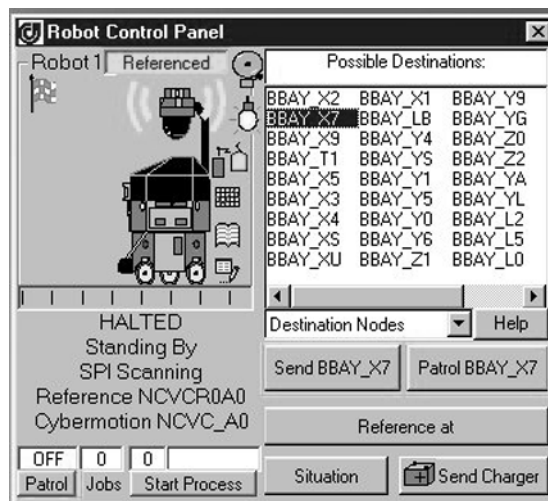 Robot Control Panel
Robot 1 Referenced
Possible Destinations:
BBAY_X2 BBAY_X1 BBAY_Y9
BBAY_X7 BBAY_LB BBAY_YG
BBAY_X9 BBAY_Y4 BBAY_Z0
BBAY_T1 BBAY_YS BBAY_Z2
BBAY_X5 BBAY_Y1 BBAY_YA
BBAY_X3 BBAY_Y5 BBAY_YL
BBAY_X4 BBAY_Y0 BBAY_L2
BBAY_XS BBAY_Y6 BBAY_L5
BBAY_XU BBAY_Z1 BBAY_L0
Destination Nodes Help
Send BBAY_X7 Patrol BBAY_X7
Reference at
Situation Send Charger
HALTED
Standing By
SPI Scanning
Reference NCVCR0A0
Cybermotion NCVC_A0
OFF 0 0
Patrol Jobs Start Process